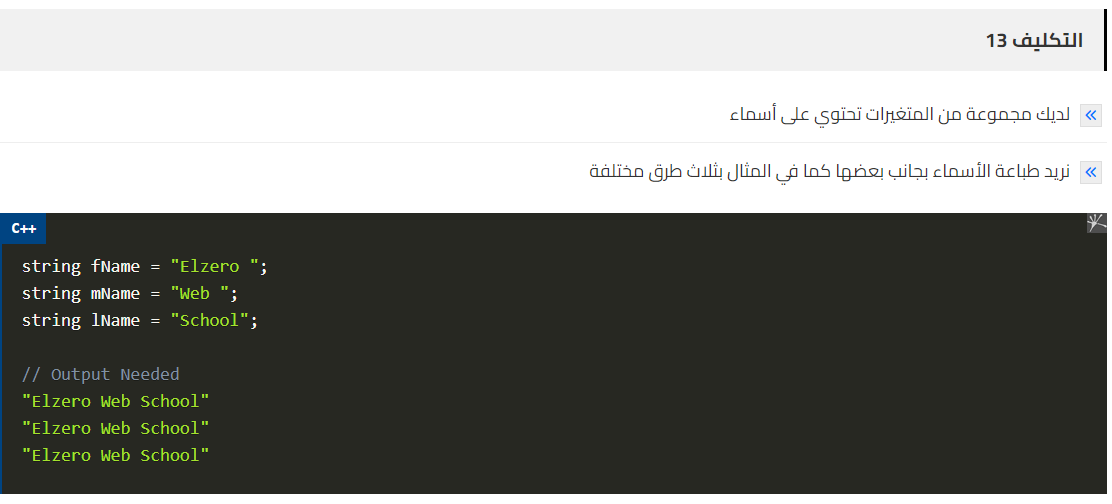 التكليف 13
لديك مجموعة من المتغيرات تحتوي على أسماء
نريد طباعة الأسماء بجانب بعضها كما في المثال بثلاث طرق مختلفة
C++
string fName = "Elzero ";
string mName = "Web ";
string lName = "School";
// Output Needed
"Elzero Web School"
"Elzero Web School"
"Elzero Web School"